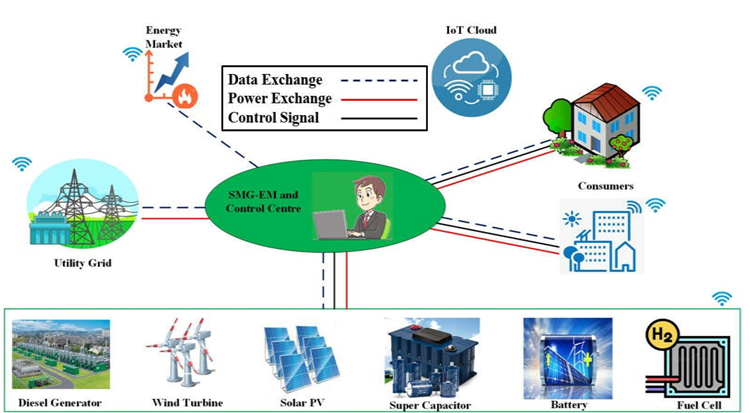 Energy
Market
IoT Cloud
Data Exchange
Power Exchange
Control Signal
Consumers
SMG-EM and
Control Centre
Utility Grid
H2
Diesel Generator
Wind Turbine
Solar PV
Super Capacitor
Battery
Fuel Cell